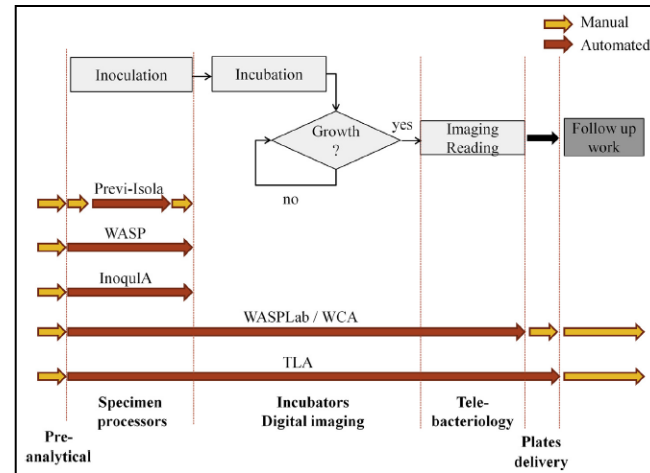 Manual
Automated
Inoculation
Incubation
Growth
?
yes
no
Imaging
Reading
Follow up
work
Previ-Isola
WASP
InoqulA
WASPLab / WCA
TLA
Specimen
processors
Incubators
Digital imaging
Tele-
bacteriology
Pre-
analytical
Plates
delivery